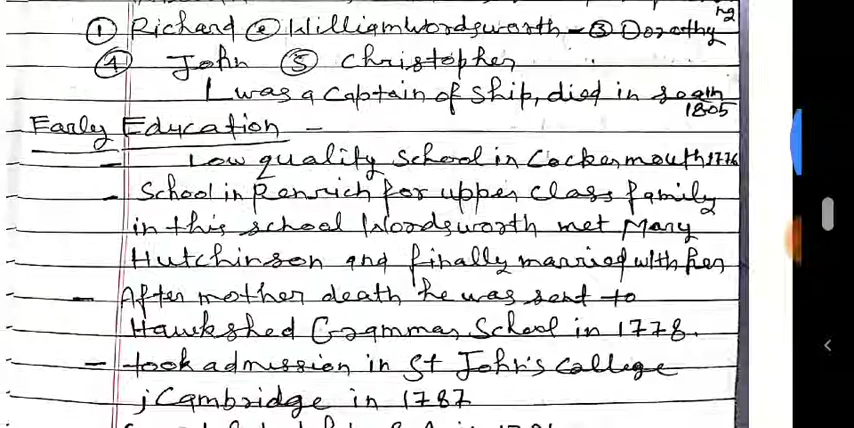 ① Richard ② William Wordsworth - ③ Dorothy
④ John ⑤ Christopher
was a captain of ship, died in
1805
Early Education -
- Low quality school in Cockermouth 1776
- School in Penrich for upper class family
in this school Wordsworth met Mary
Hutchinson and finally married with her
- After mother death he was sent to
Hawkshed Grammar School in 1778.
- took admission in St John's college
Cambridge in 1787